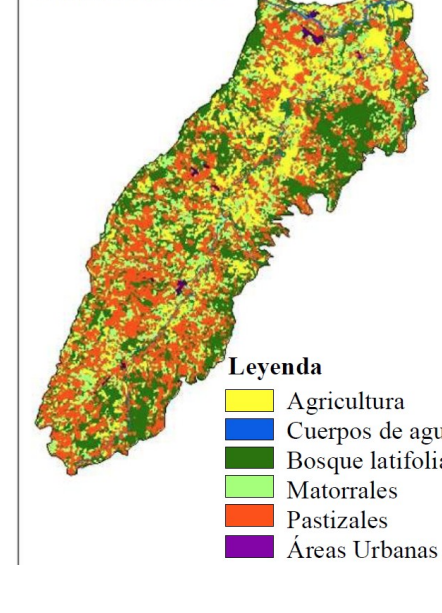 Leyenda
Agricultura
Cuerpos de agu
Bosque latifolia
Matorrales
Pastizales
Áreas Urbanas